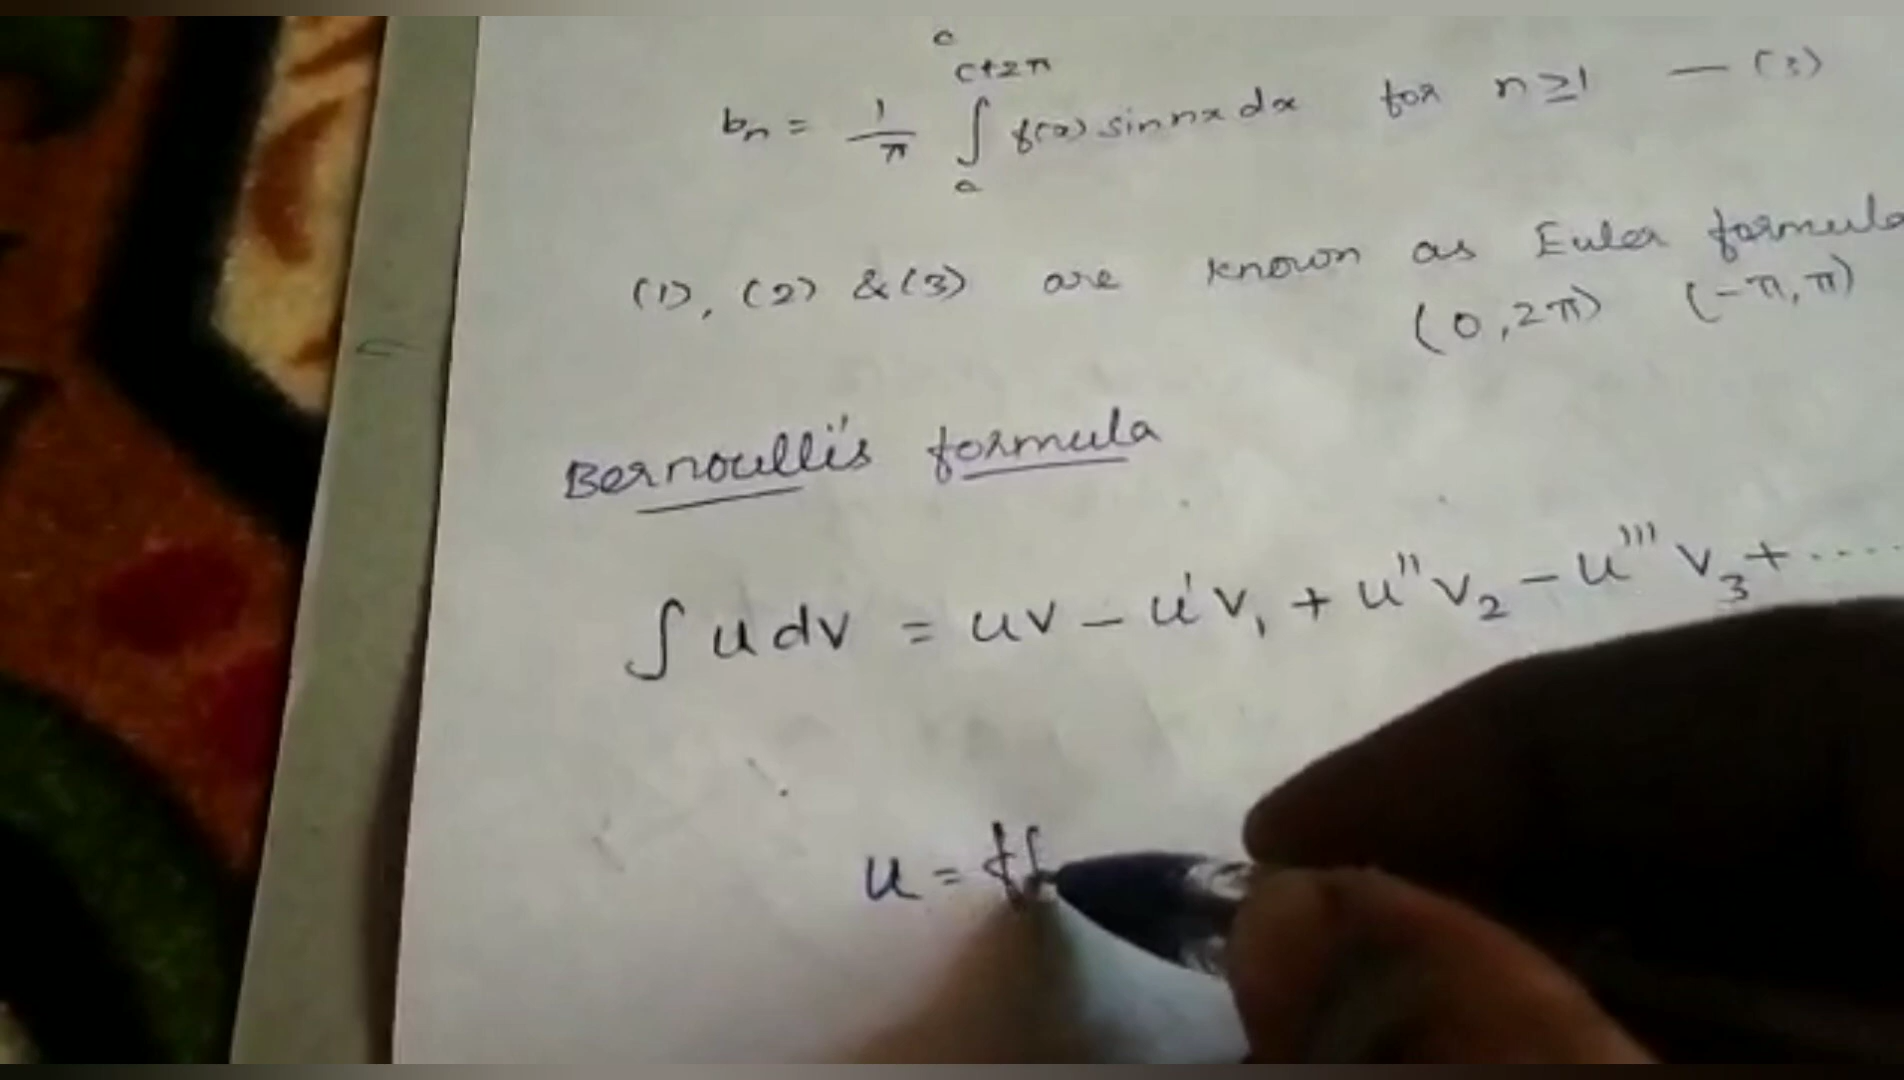 c
c+2π
bn = 1/π ∫ f(x) sin nx dx for n≥1 — (3)
c
(1), (2) & (3) are known as Euler formula
(0, 2π) (-π, π)
Bernoulli's formula
∫ u dv = uv - u'v₁ + u''v₂ - u'''v₃ + .....
u =